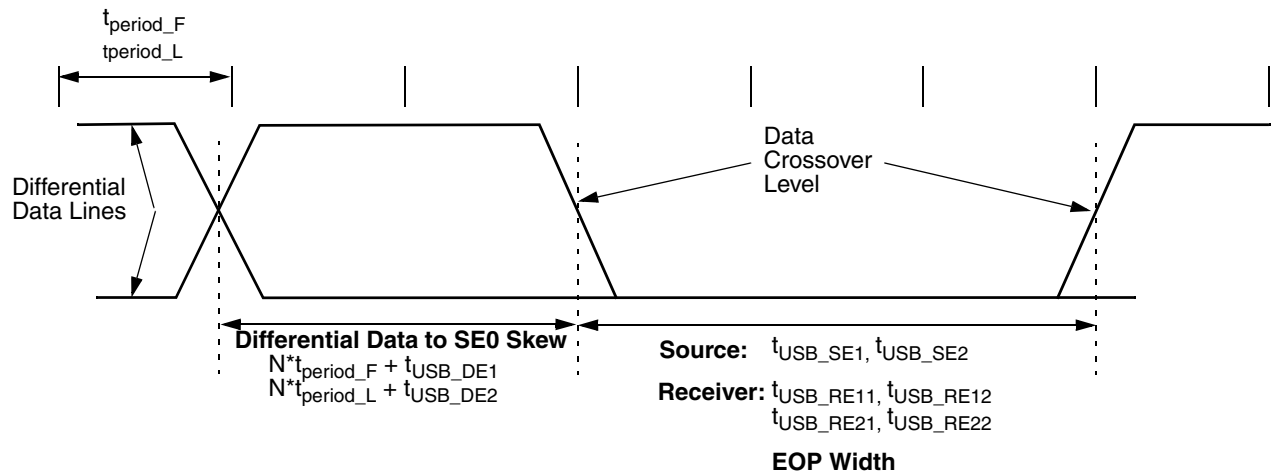 tperiod_F
tperiod_L
Data
Crossover
Level
Differential
Data Lines
Differential Data to SE0 Skew
N*tperiod_F + tUSB_DE1
N*tperiod_L + tUSB_DE2
Source: tUSB_SE1, tUSB_SE2
Receiver: tUSB_RE11, tUSB_RE12
tUSB_RE21, tUSB_RE22
EOP Width